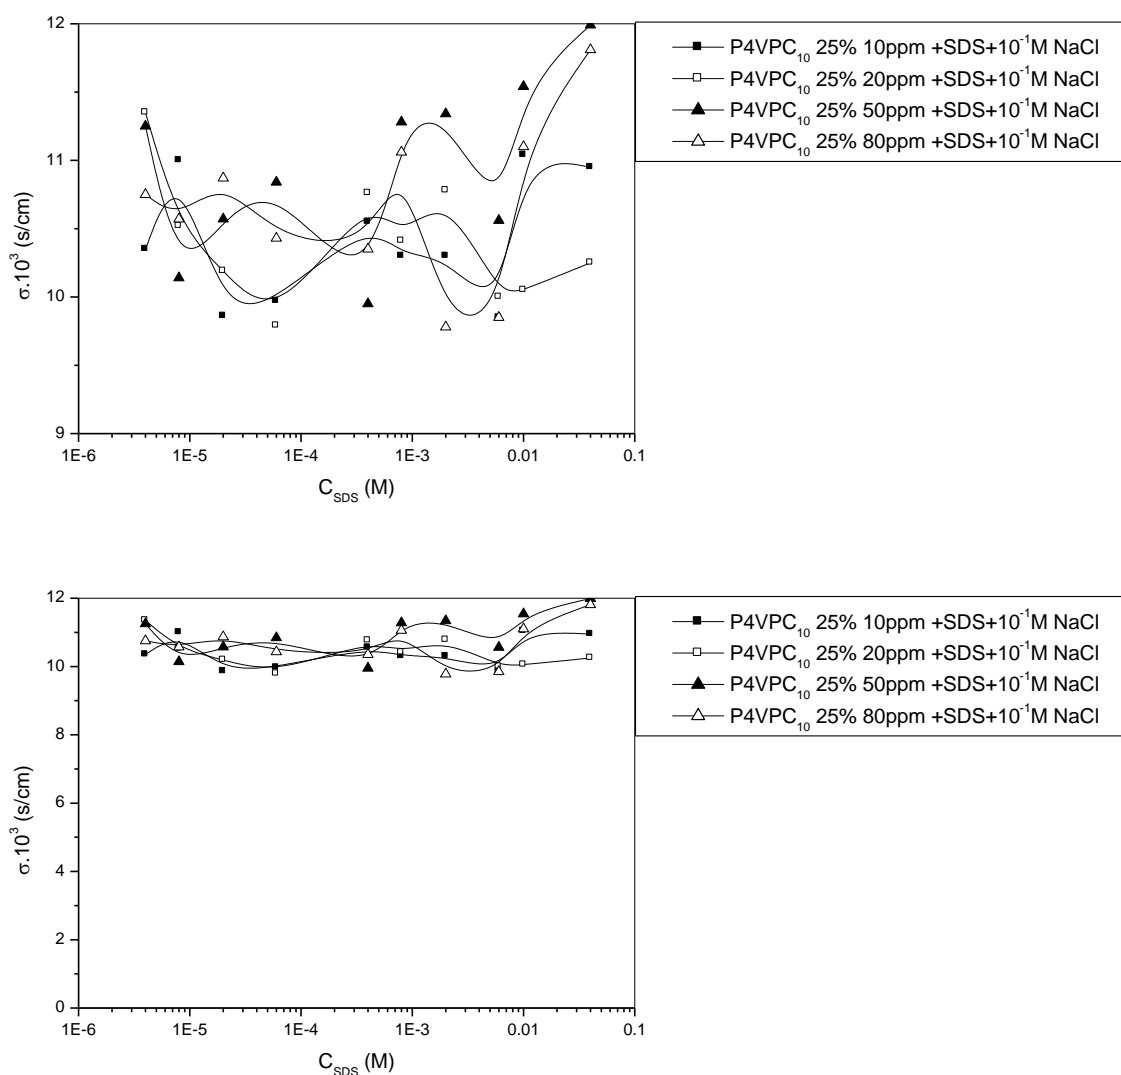 12
11
10
9
σ.10³ (s/cm)
1E-6 1E-5 1E-4 1E-3 0.01 0.1
C_SDS (M)
P4VPC₁₀ 25% 10ppm +SDS+10⁻¹M NaCl
P4VPC₁₀ 25% 20ppm +SDS+10⁻¹M NaCl
P4VPC₁₀ 25% 50ppm +SDS+10⁻¹M NaCl
P4VPC₁₀ 25% 80ppm +SDS+10⁻¹M NaCl
12
10
8
6
4
2
0
σ.10³ (s/cm)
1E-6 1E-5 1E-4 1E-3 0.01 0.1
C_SDS (M)
P4VPC₁₀ 25% 10ppm +SDS+10⁻¹M NaCl
P4VPC₁₀ 25% 20ppm +SDS+10⁻¹M NaCl
P4VPC₁₀ 25% 50ppm +SDS+10⁻¹M NaCl
P4VPC₁₀ 25% 80ppm +SDS+10⁻¹M NaCl